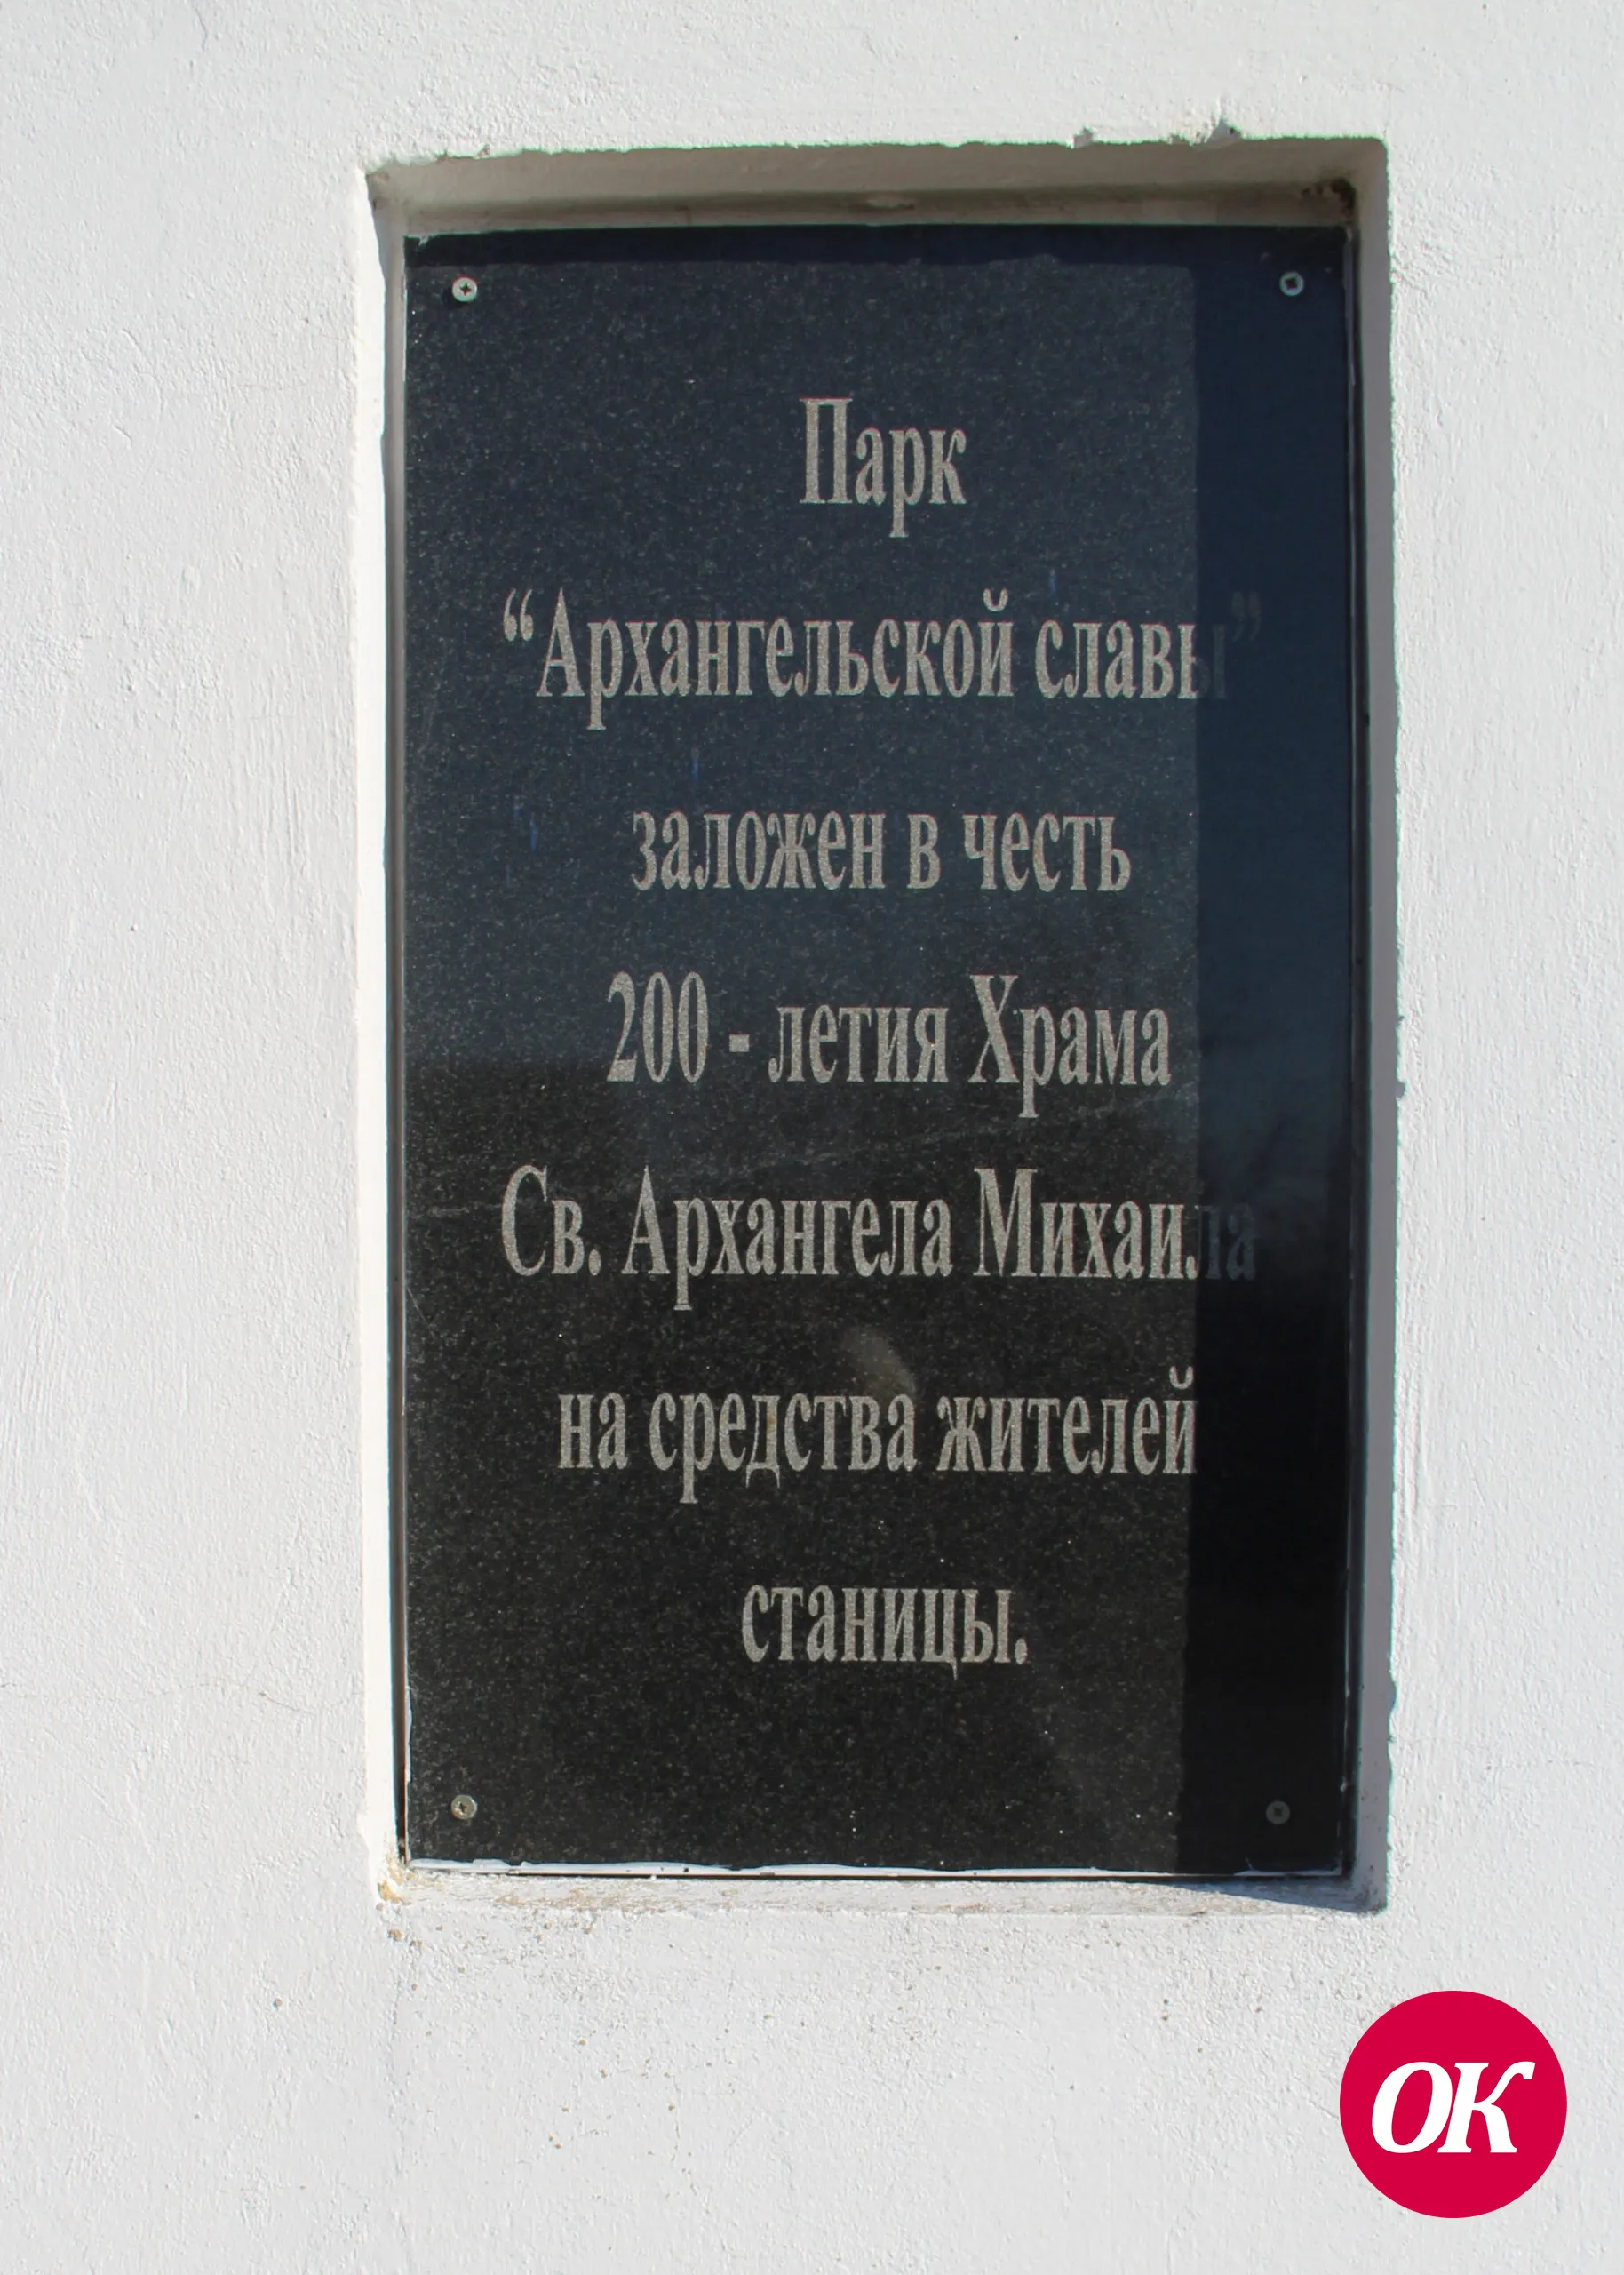 Парк
“Архангельской славы”
заложен в честь
200 - летия Храма
Св. Архангела Михаила
на средства жителей
станицы.
ОК